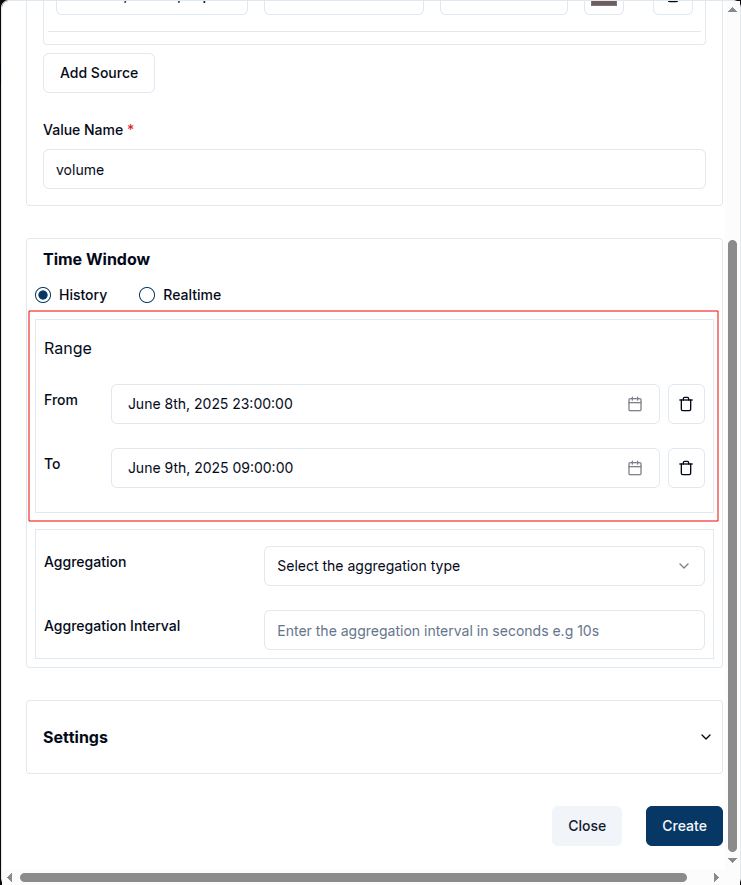 Add Source
Value Name *
volume
Time Window
History Realtime
Range
From June 8th, 2025 23:00:00
To June 9th, 2025 09:00:00
Aggregation Select the aggregation type
Aggregation Interval Enter the aggregation interval in seconds e.g 10s
Settings
Close Create